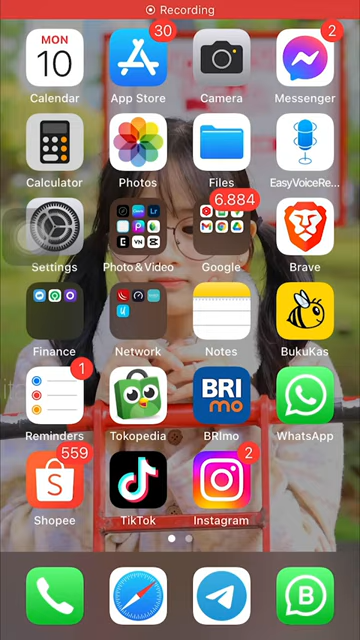 Recording
30
2
MON
10
Calendar
App Store
Camera
Messenger
Calculator
Photos
Files
EasyVoiceRe...
6.884
Settings
Photo & Video
Google
Brave
Finance
Network
Notes
BukuKas
1
BRI
mo
Reminders
Tokopedia
BRImo
WhatsApp
559
2
Shopee
TikTok
Instagram